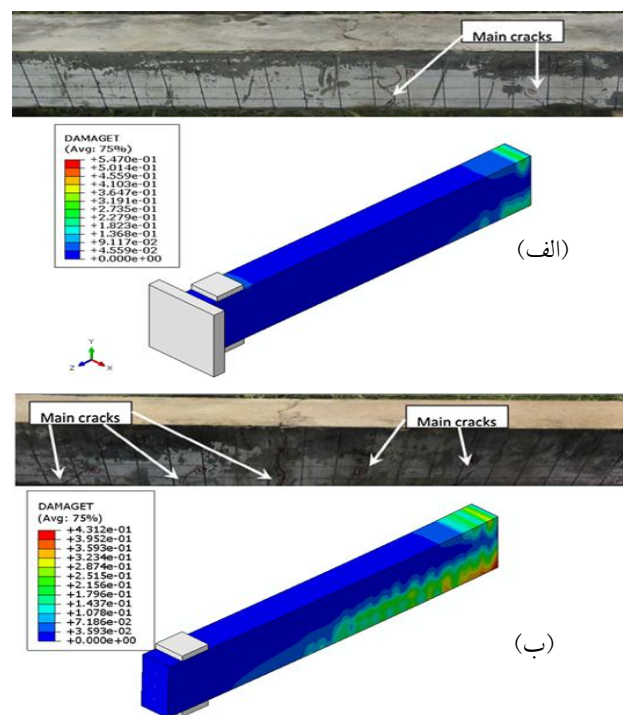 Main cracks
DAMAGET
(Avg: 75%)
+5.470e-01
+5.014e-01
+4.559e-01
+4.103e-01
+3.647e-01
+3.191e-01
+2.735e-01
+2.279e-01
+1.823e-01
+1.368e-01
+9.117e-02
+4.559e-02
+0.000e+00
(الف)
Y
Z
X
Main cracks
Main cracks
DAMAGET
(Avg: 75%)
+4.312e-01
+3.952e-01
+3.593e-01
+3.234e-01
+2.874e-01
+2.515e-01
+2.156e-01
+1.796e-01
+1.437e-01
+1.078e-01
+7.186e-02
+3.593e-02
+0.000e+00
(ب)